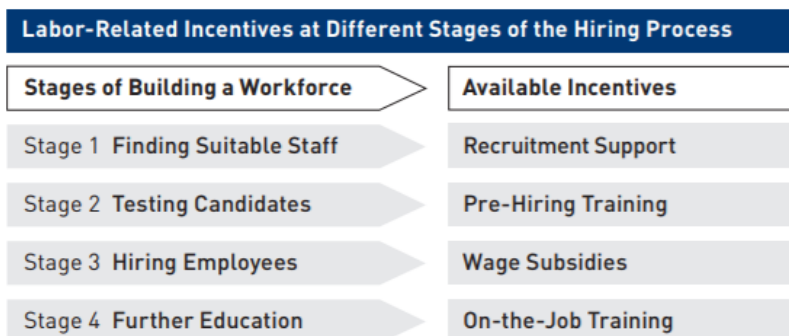 Labor-Related Incentives at Different Stages of the Hiring Process
Stages of Building a Workforce
Available Incentives
Stage 1 Finding Suitable Staff
Recruitment Support
Stage 2 Testing Candidates
Pre-Hiring Training
Stage 3 Hiring Employees
Wage Subsidies
Stage 4 Further Education
On-the-Job Training